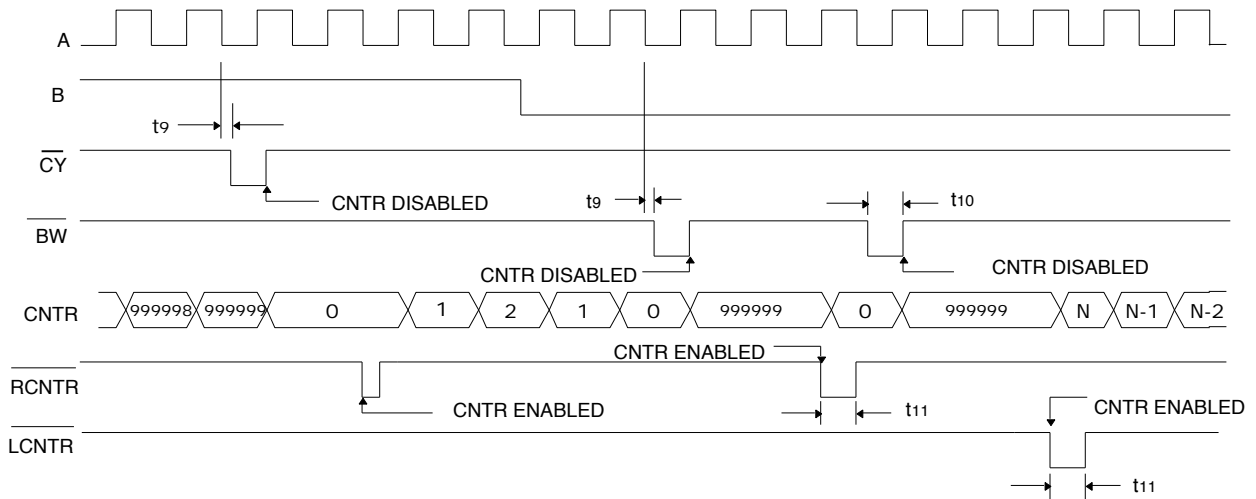 A
B
t9
CY
CNTR DISABLED
t9
t10
BW
CNTR DISABLED
CNTR DISABLED
CNTR 999998 999999 0 1 2 1 0 999999 0 999999 N N-1 N-2
CNTR ENABLED
RCNTR
CNTR ENABLED
t11
CNTR ENABLED
LCNTR
t11